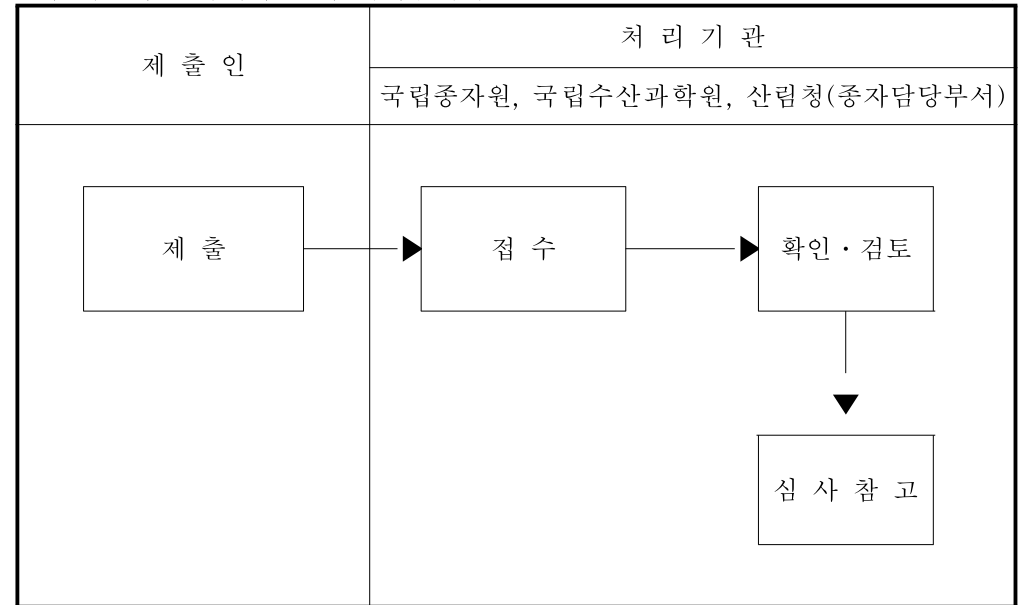 제 출 인
처 리 기 관
국립종자원, 국립수산과학원, 산림청(종자담당부서)
제 출
접 수
확인·검토
심 사 참 고